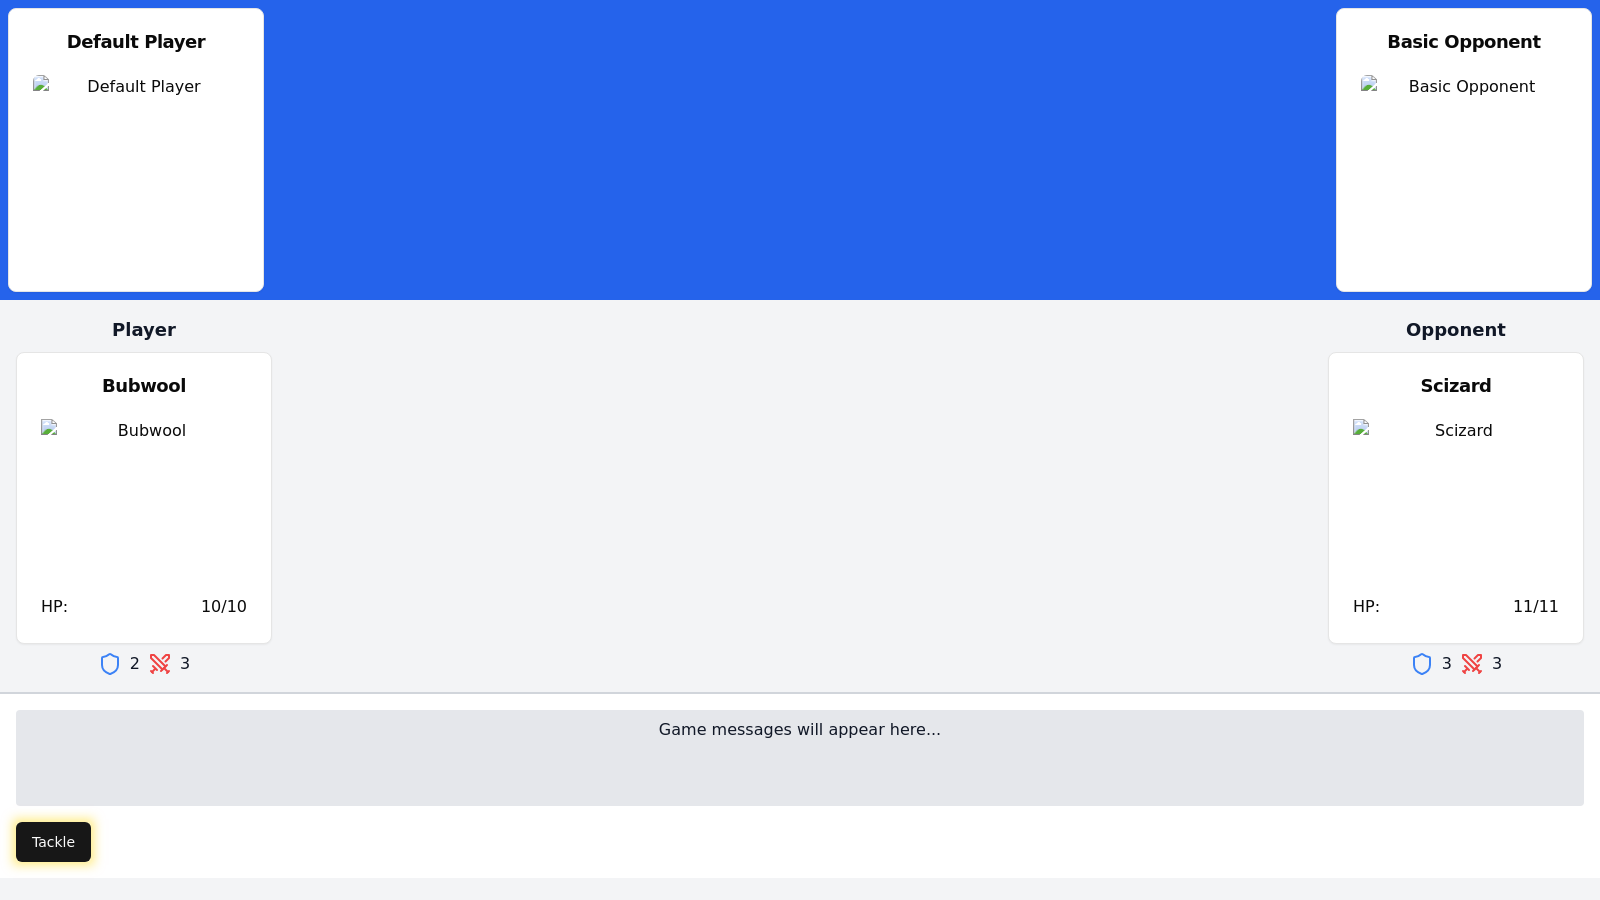 Default Player
Basic Opponent
Default Player
Basic Opponent
Player
Opponent
Bubwool
Scizard
Bubwool
Scizard
HP: 10/10
HP: 11/11
2 3
3 3
Game messages will appear here...
Tackle